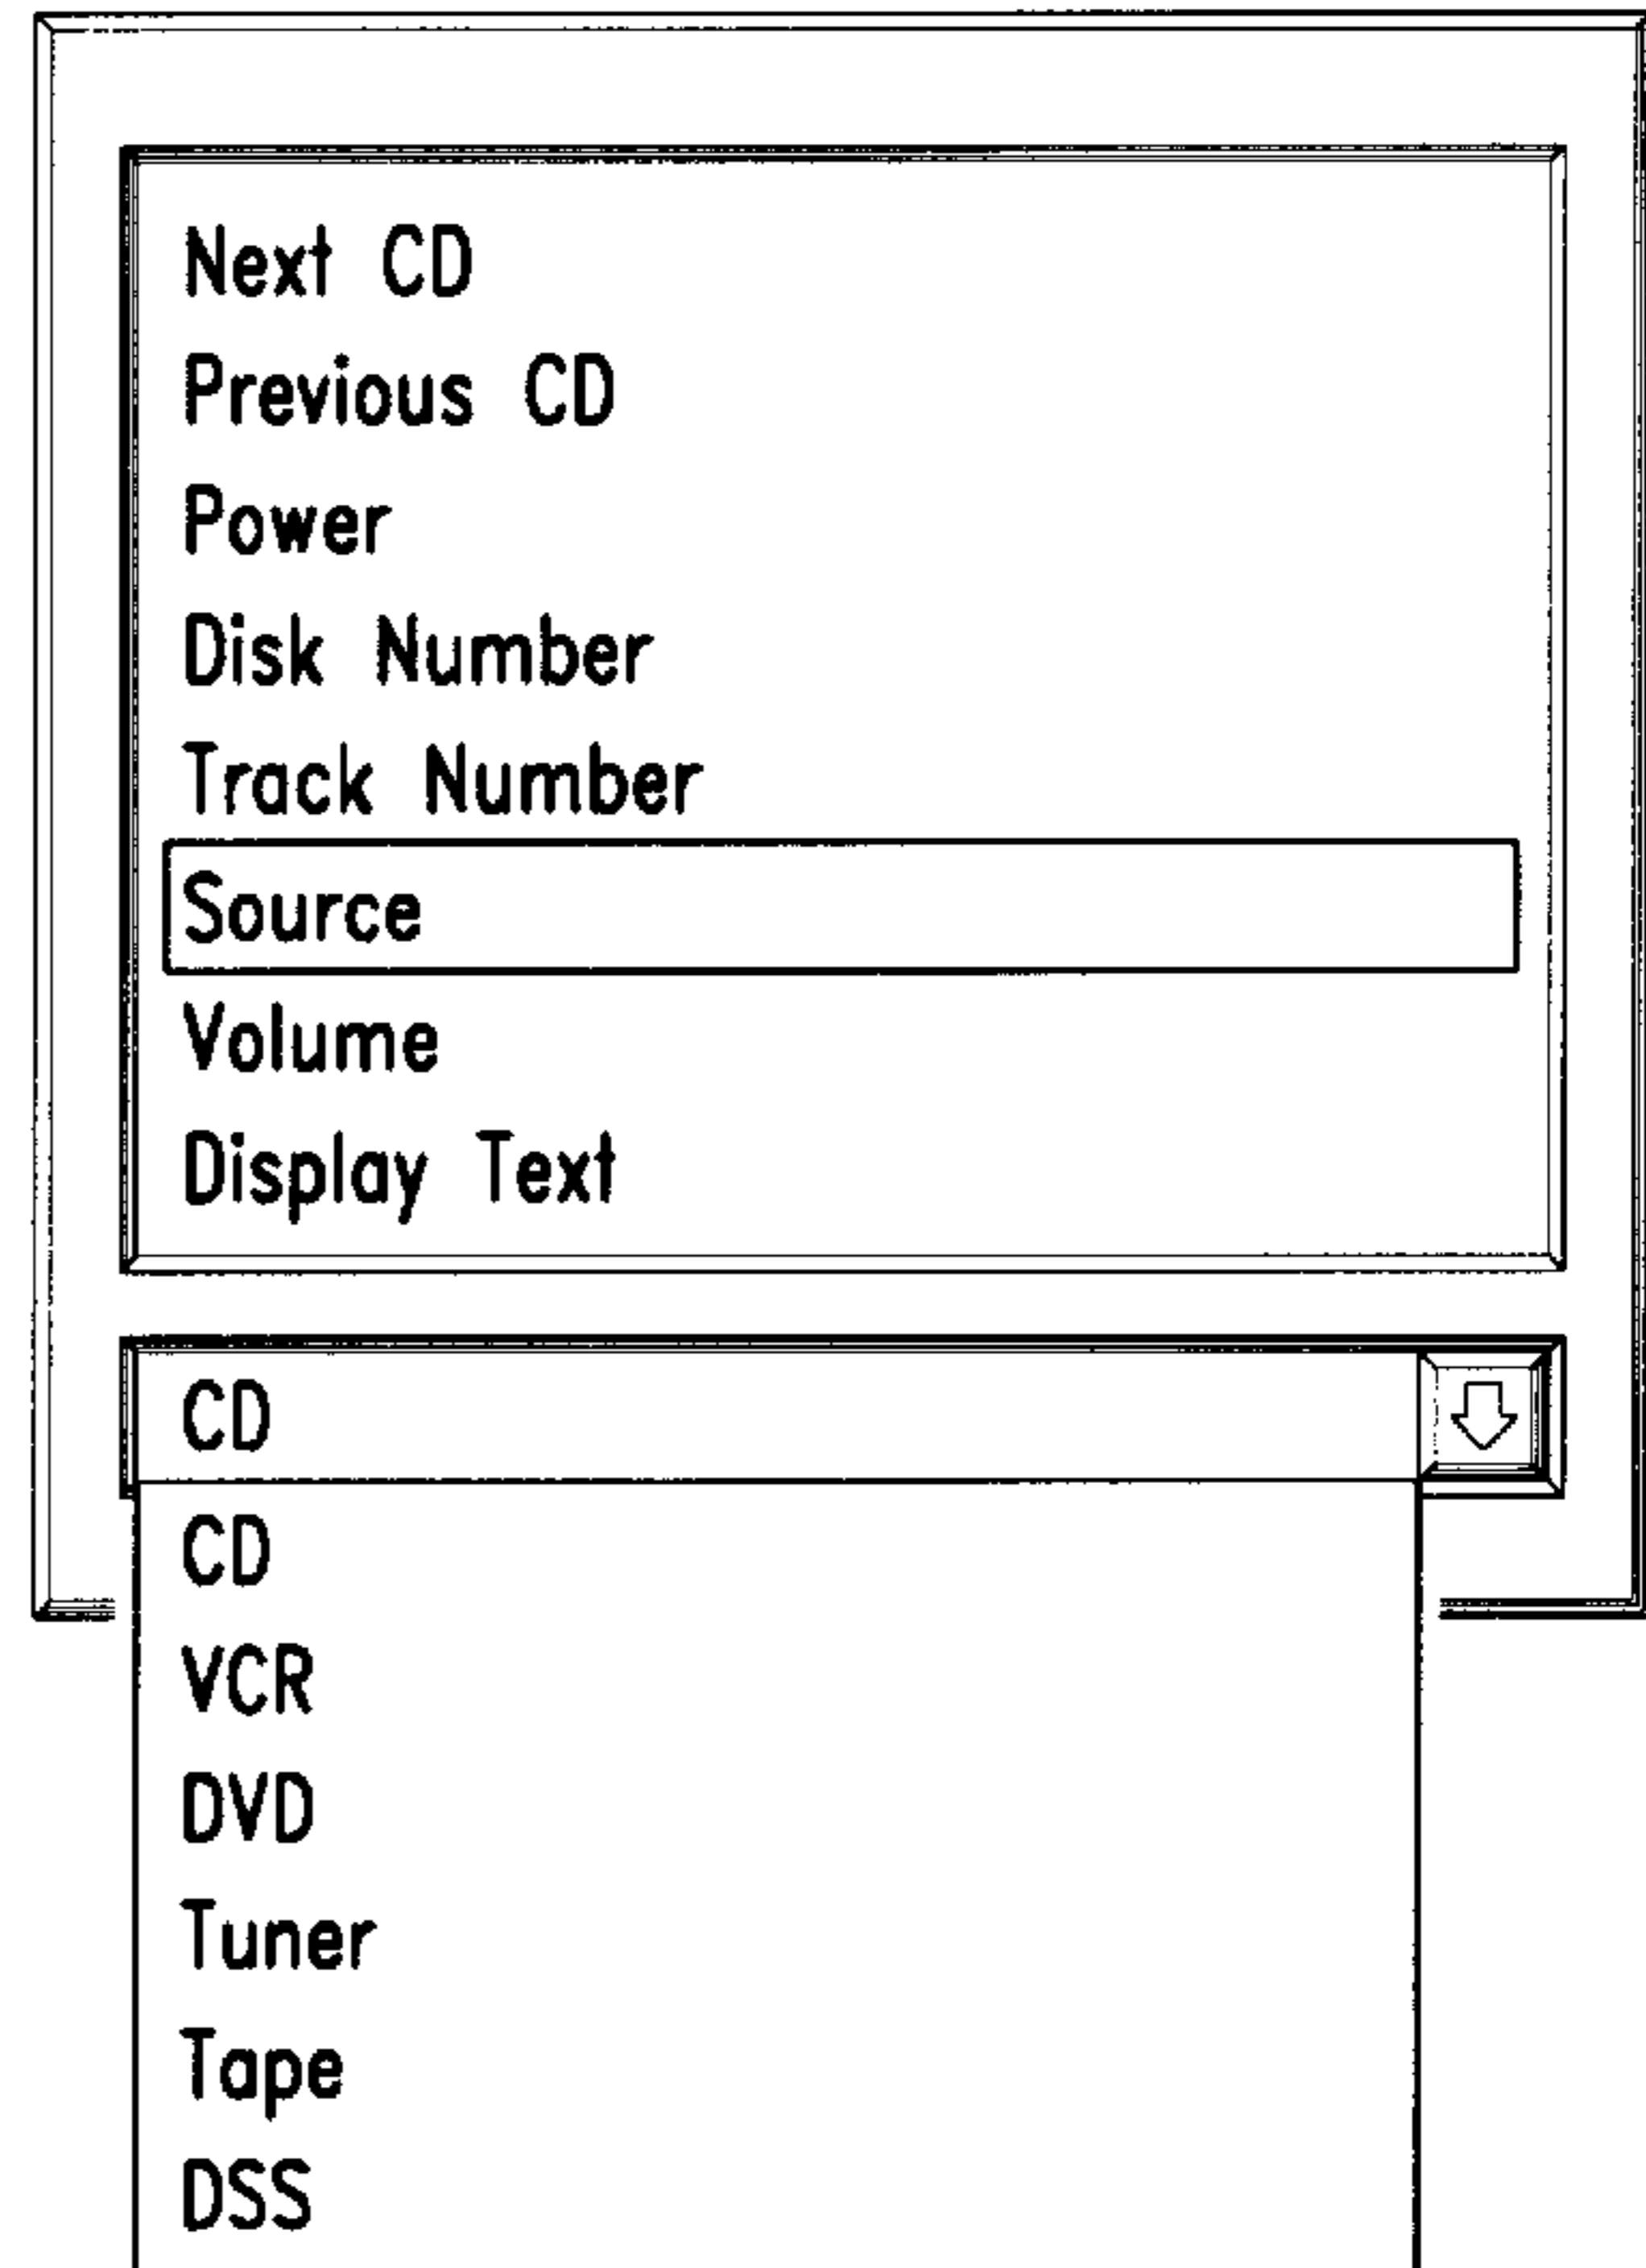 Next CD
Previous CD
Power
Disk Number
Track Number
Source
Volume
Display Text
CD
CD
VCR
DVD
Tuner
Tape
DSS